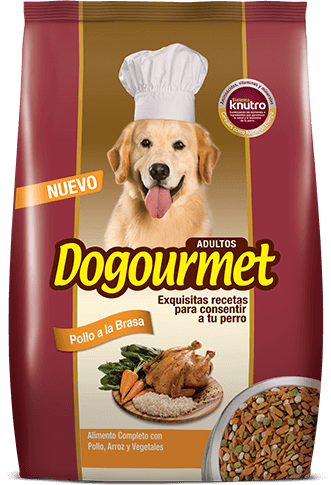 Sistema
Knutro
NUEVO
ADULTOS
Dogourmet
Exquisitas recetas
para consentir
a tu perro
Pollo a la Brasa
Alimento Completo con
Pollo, Arroz y Vegetales